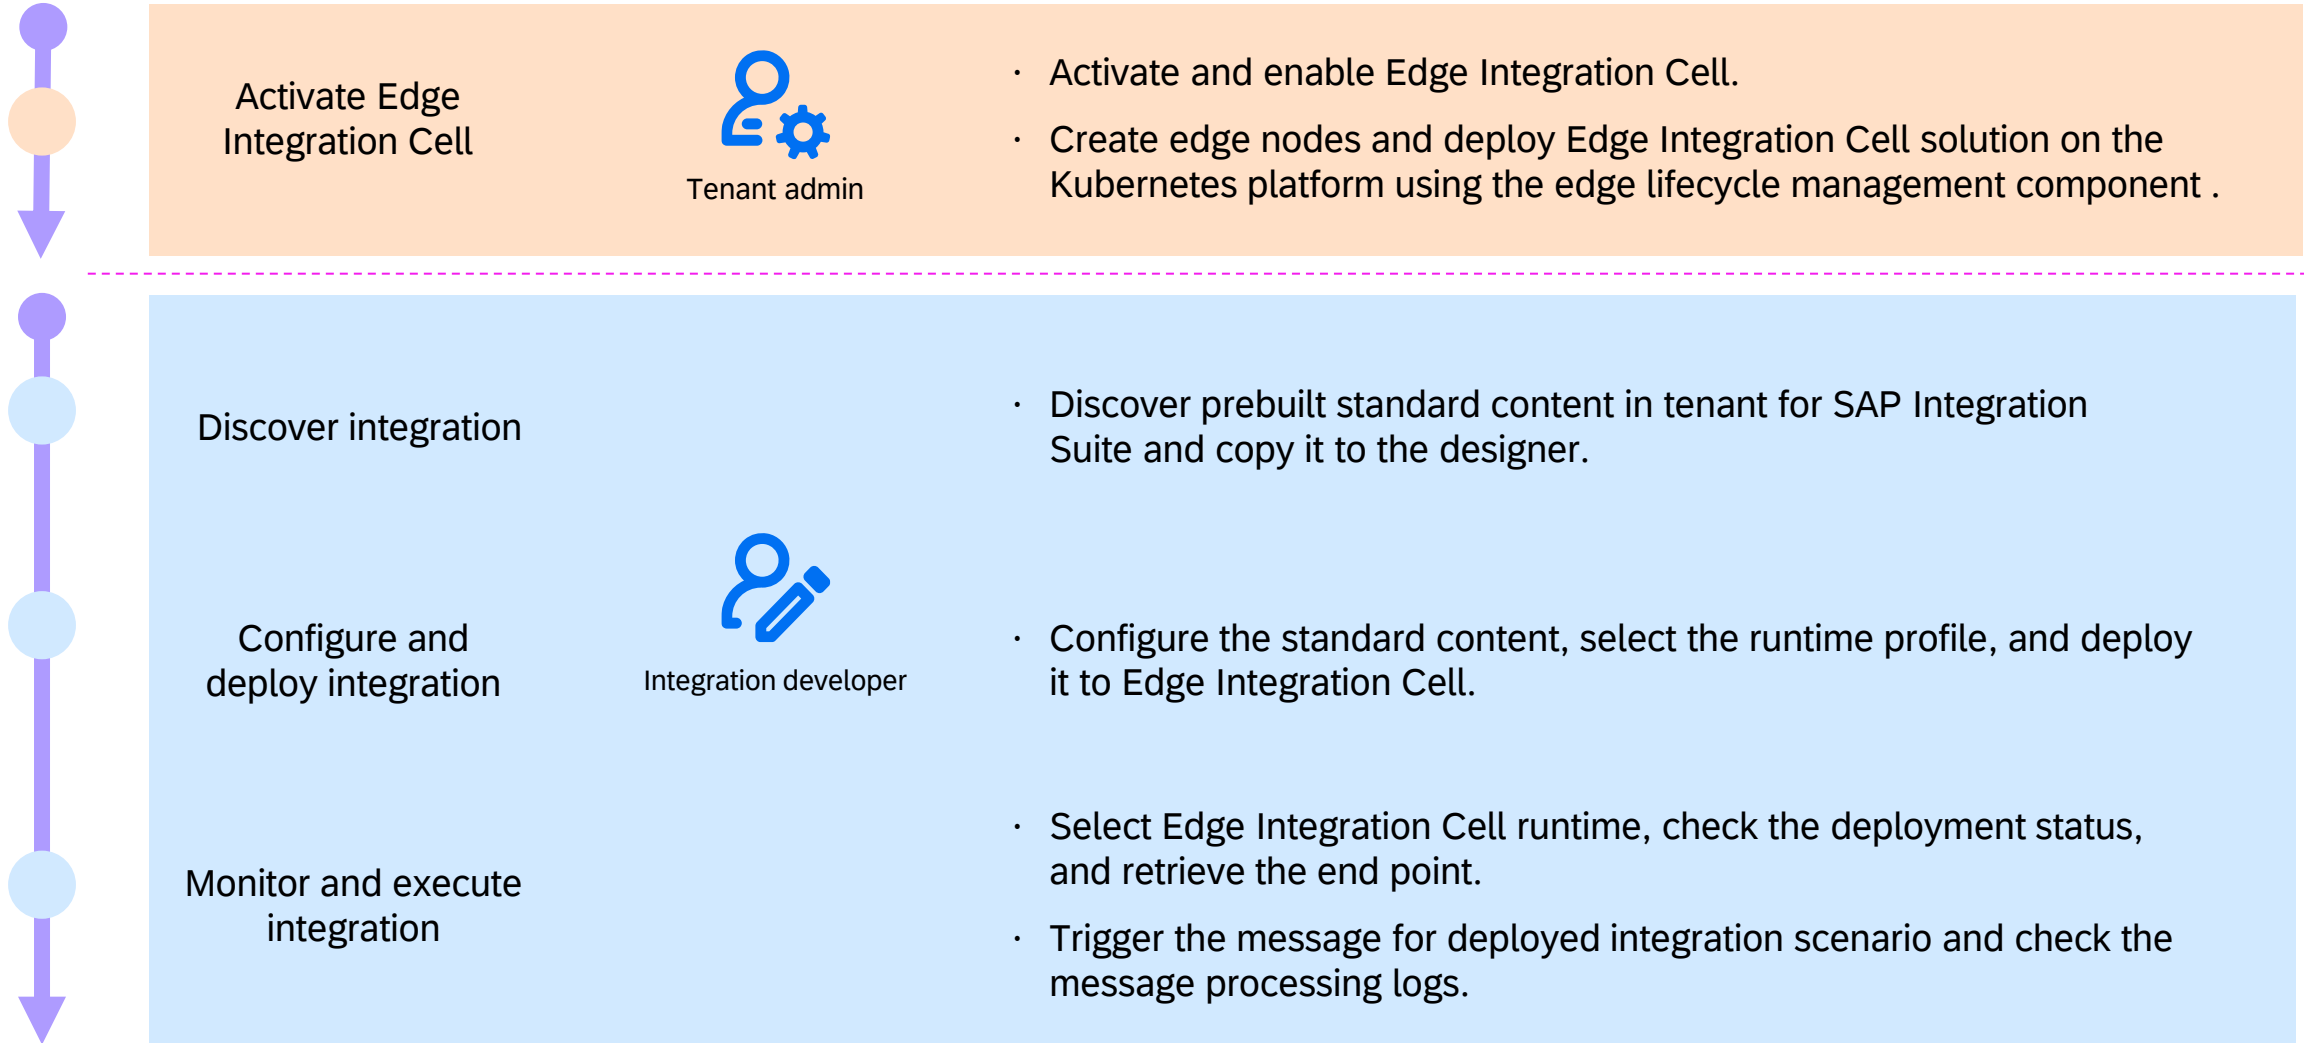 Activate Edge
Integration Cell
Tenant admin
· Activate and enable Edge Integration Cell.
· Create edge nodes and deploy Edge Integration Cell solution on the
Kubernetes platform using the edge lifecycle management component .
Discover integration
· Discover prebuilt standard content in tenant for SAP Integration
Suite and copy it to the designer.
Configure and
deploy integration
Integration developer
· Configure the standard content, select the runtime profile, and deploy
it to Edge Integration Cell.
Monitor and execute
integration
· Select Edge Integration Cell runtime, check the deployment status,
and retrieve the end point.
· Trigger the message for deployed integration scenario and check the
message processing logs.